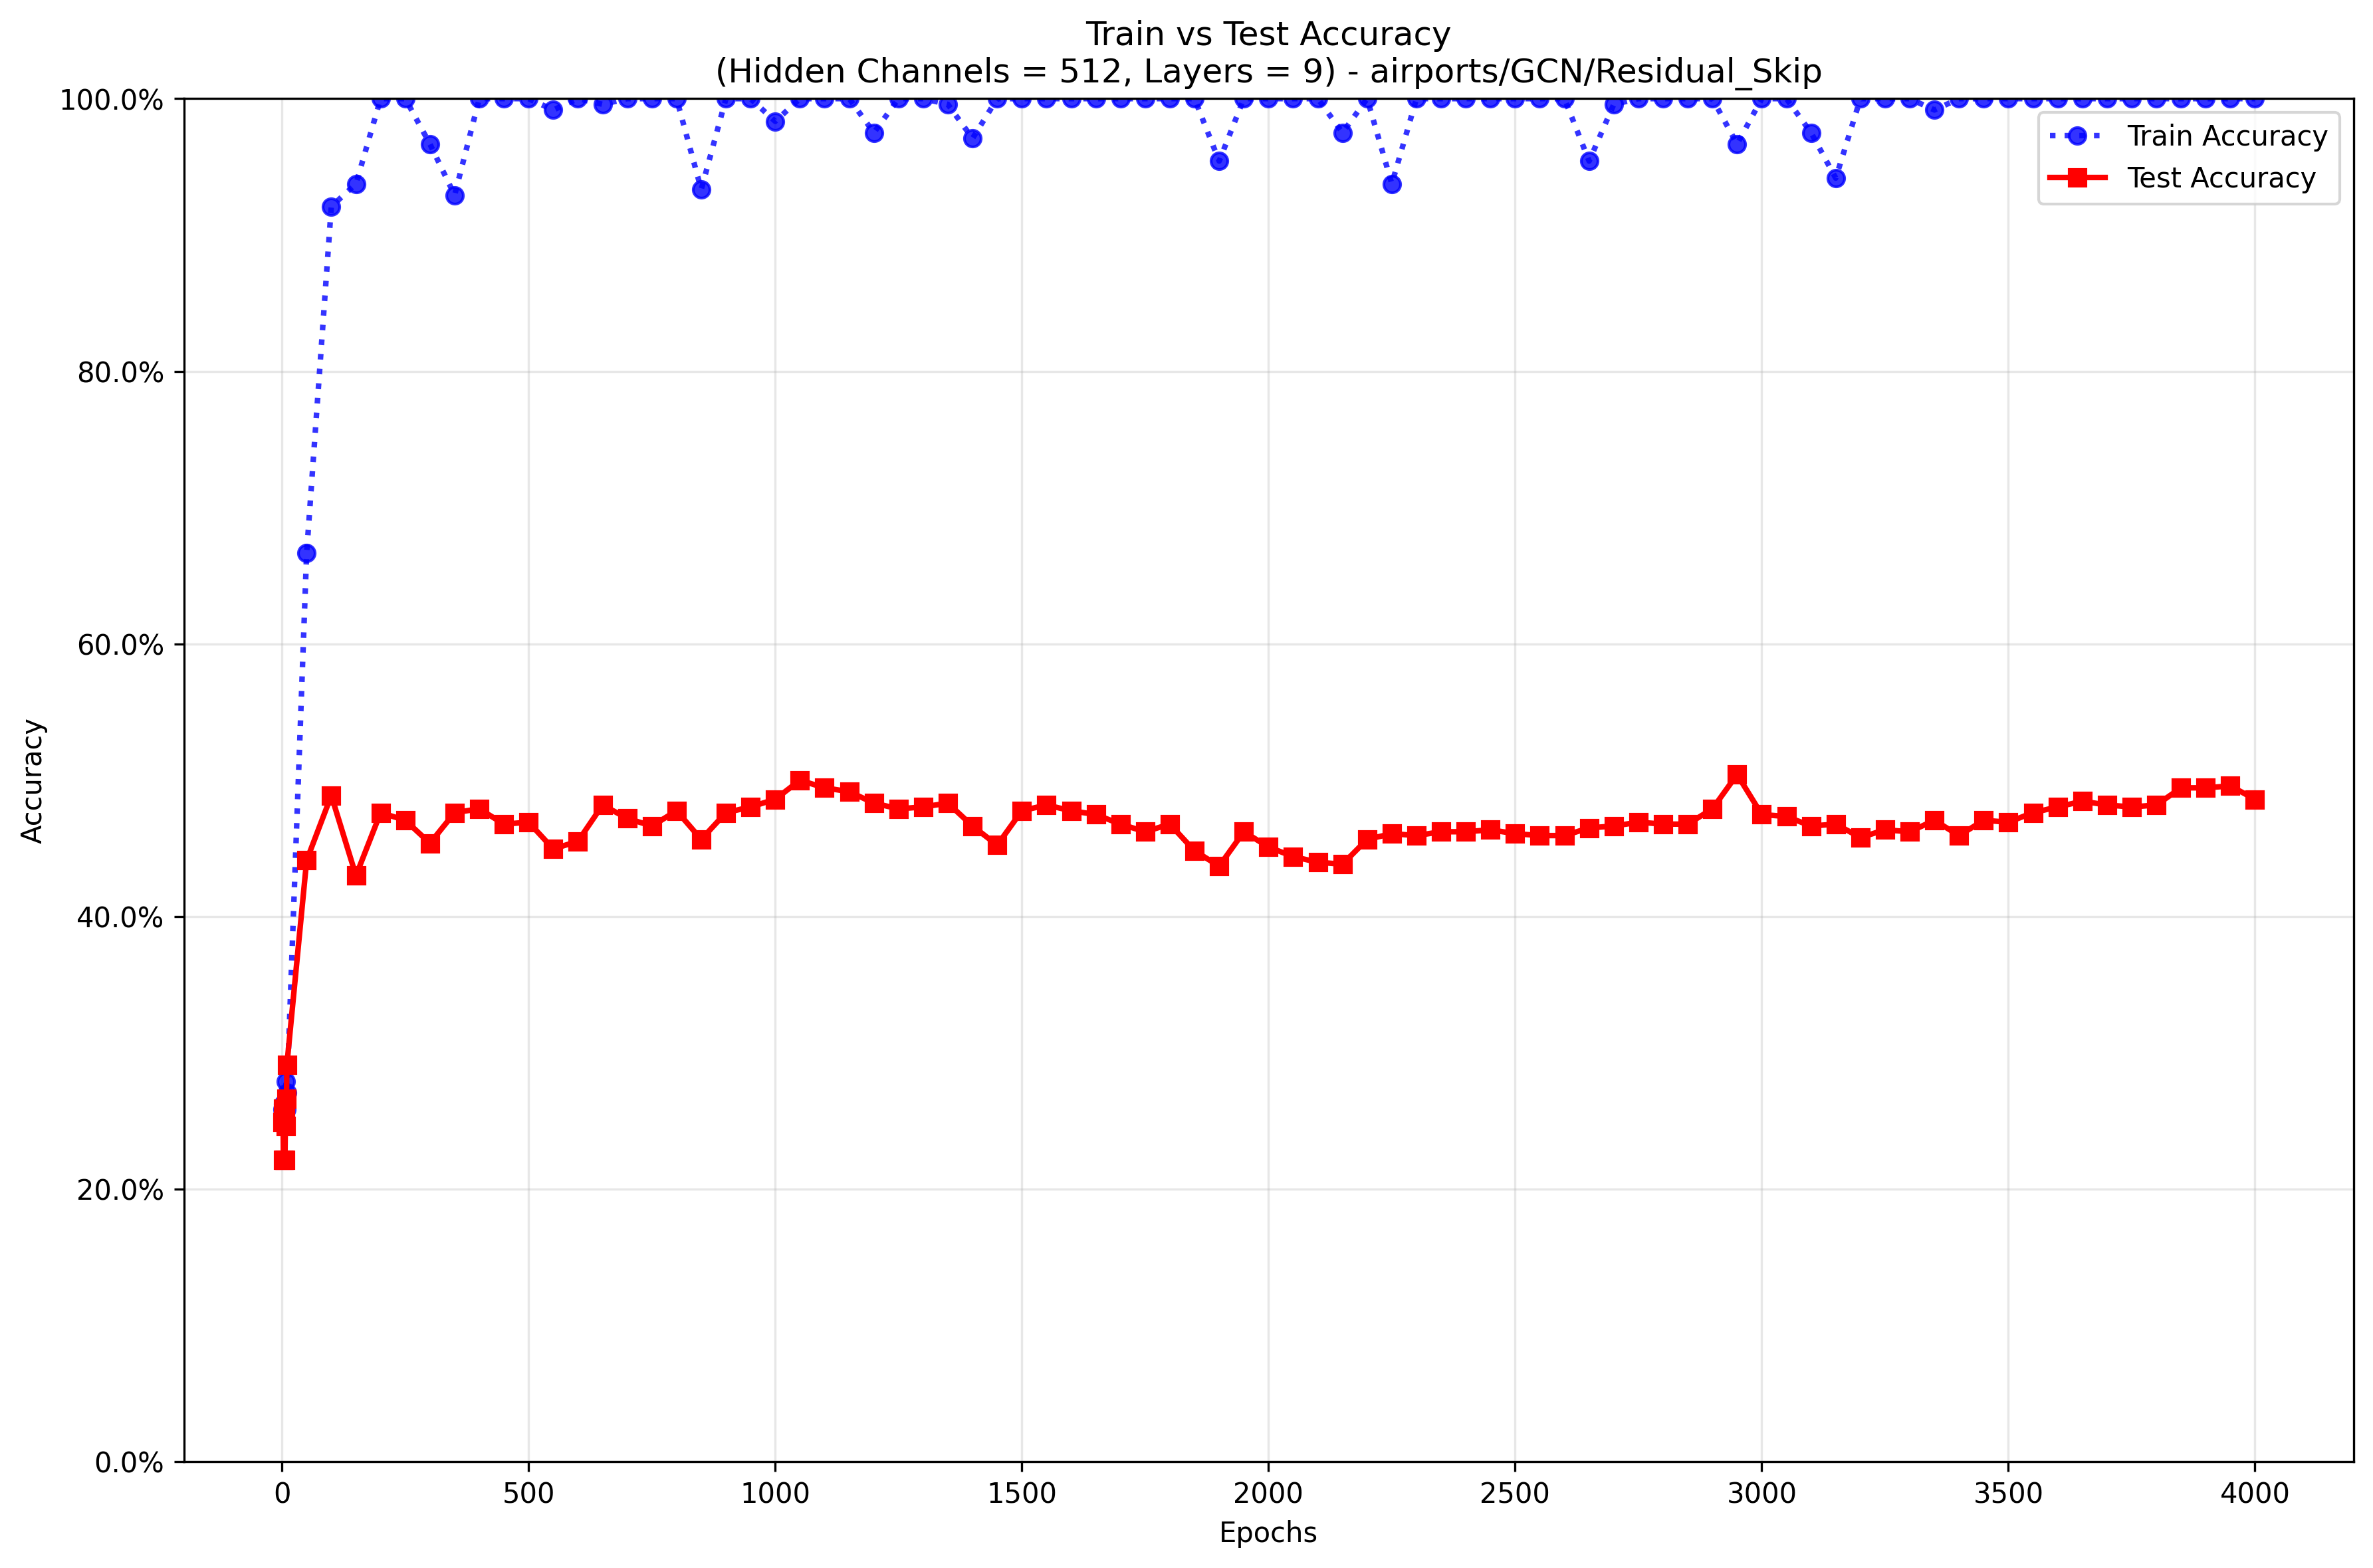 Train vs Test Accuracy
(Hidden Channels = 512, Layers = 9) - airports/GCN/Residual_Skip
100.0%
80.0%
60.0%
40.0%
20.0%
0.0%
Accuracy
Train Accuracy
Test Accuracy
0 500 1000 1500 2000 2500 3000 3500 4000
Epochs